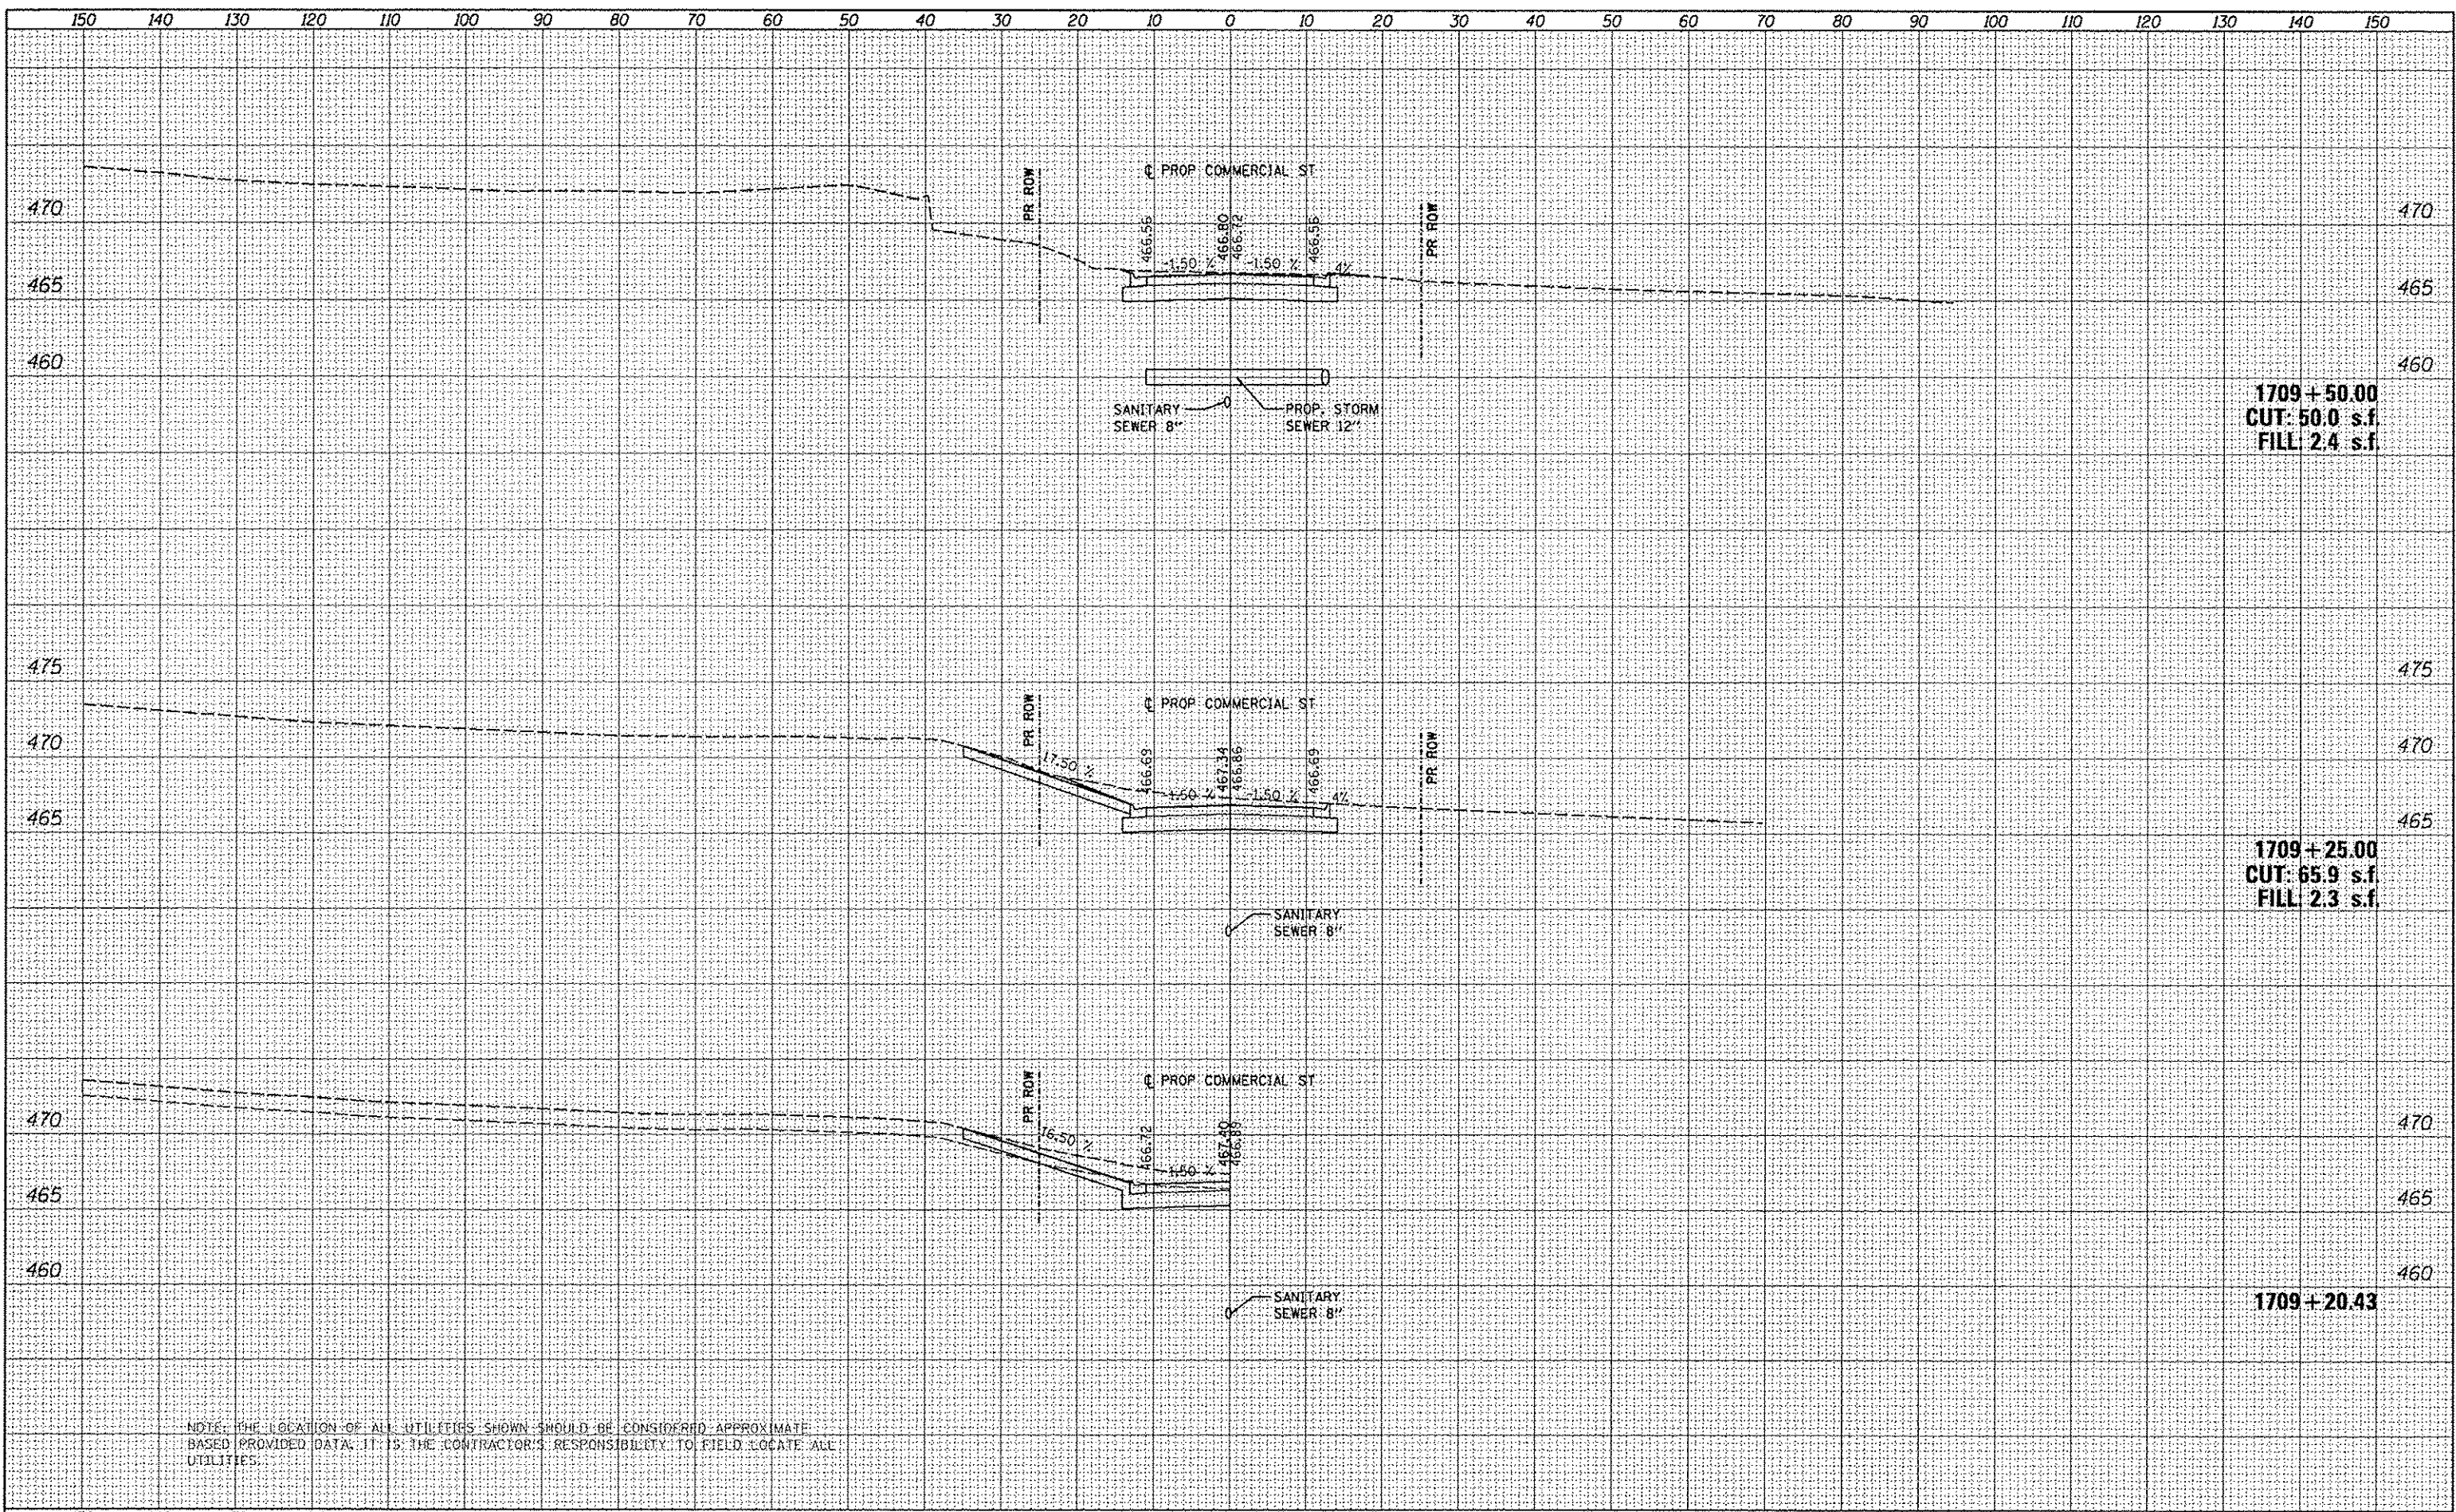 150 140 130 120 110 100 90 80 70 60 50 40 30 20 10 0 10 20 30 40 50 60 70 80 90 100 110 120 130 140 150
PR ROW
℄ PROP COMMERCIAL ST
PR ROW
470
466.56
466.80
466.72
466.56
470
-1.50 %
-1.50 %
4%
465
465
460
460
SANITARY
SEWER 8"
PROP. STORM
SEWER 12"
1709+50.00
CUT: 50.0 s.f.
FILL: 2.4 s.f.
475
475
PR ROW
℄ PROP COMMERCIAL ST
PR ROW
470
17.50 %
466.69
467.34
466.86
466.69
470
1.50 %
-1.50 %
4%
465
465
1709+25.00
CUT: 65.9 s.f.
FILL: 2.3 s.f.
SANITARY
SEWER 8"
PR ROW
℄ PROP COMMERCIAL ST
470
16.50 %
466.72
467.40
466.89
470
1.50 %
465
465
460
460
SANITARY
SEWER 8"
1709+20.43
NOTE: THE LOCATION OF ALL UTILITIES SHOWN SHOULD BE CONSIDERED APPROXIMATE
BASED PROVIDED DATA. IT IS THE CONTRACTOR'S RESPONSIBILITY TO FIELD LOCATE ALL
UTILITIES.